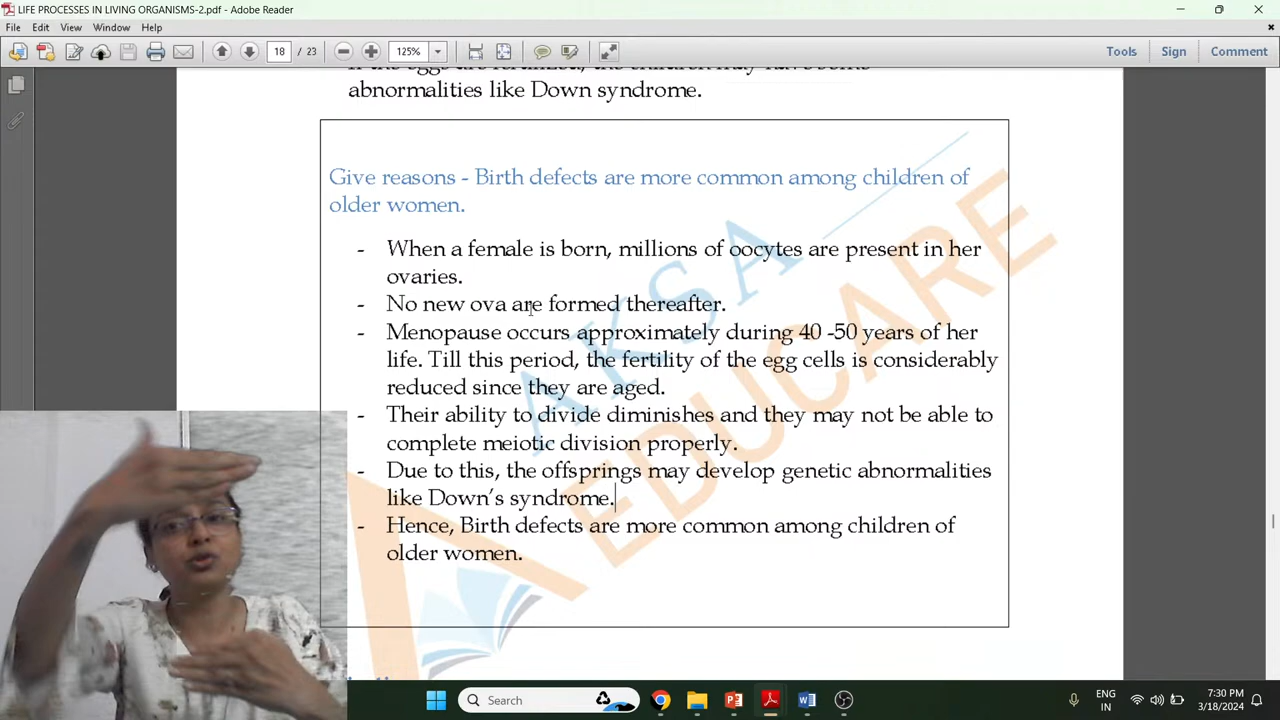 LIFE PROCESSES IN LIVING ORGANISMS-2.pdf - Adobe Reader
File Edit View Window Help
18 / 23 125% Tools Sign Comment
abnormalities like Down syndrome.
Give reasons - Birth defects are more common among children of
older women.
- When a female is born, millions of oocytes are present in her
ovaries.
- No new ova are formed thereafter.
- Menopause occurs approximately during 40 -50 years of her
life. Till this period, the fertility of the egg cells is considerably
reduced since they are aged.
- Their ability to divide diminishes and they may not be able to
complete meiotic division properly.
- Due to this, the offsprings may develop genetic abnormalities
like Down's syndrome.
- Hence, Birth defects are more common among children of
older women.
AKSA
EDUCARE
Search
ENG
IN
7:30 PM
3/18/2024